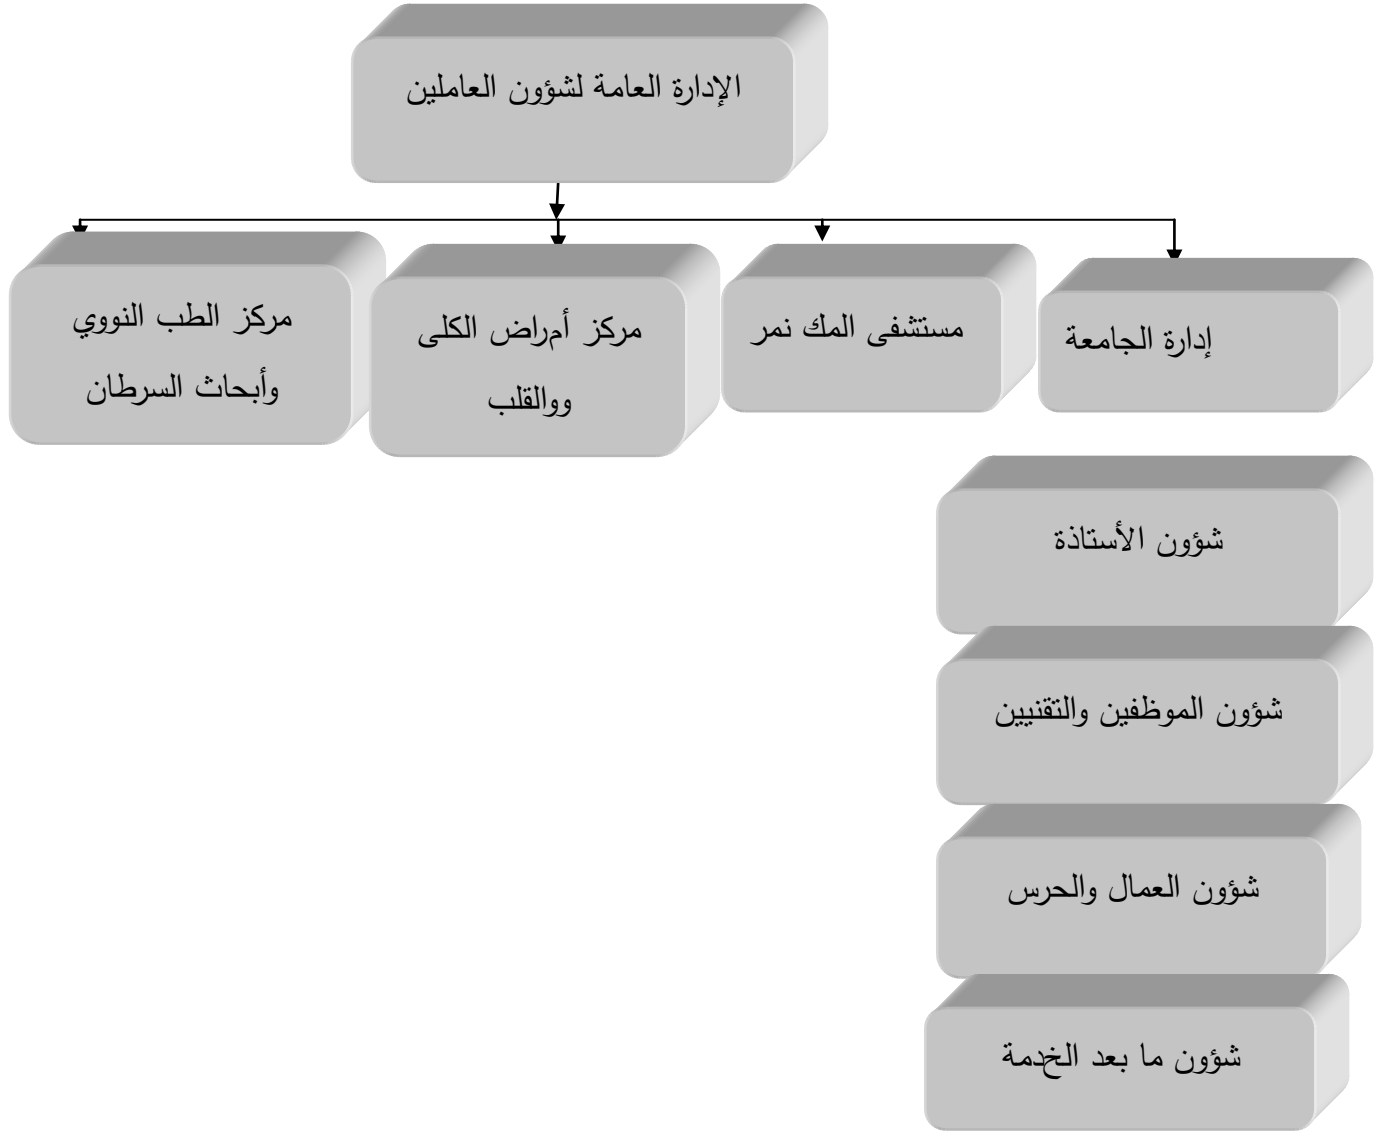 الإدارة العامة لشؤون العاملين
إدارة الجامعة
مستشفى المك نمر
مركز أمراض الكلى
ووالقلب
مركز الطب النووي
وأبحاث السرطان
شؤون الأستاذة
شؤون الموظفين والتقنيين
شؤون العمال والحرس
شؤون ما بعد الخدمة